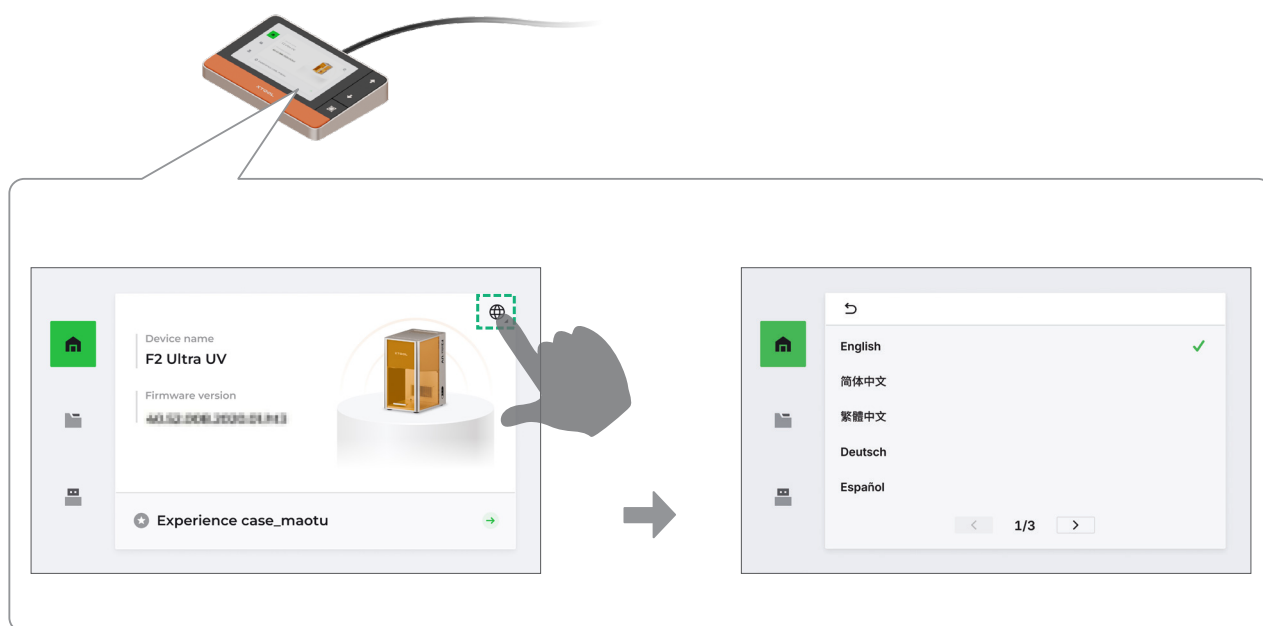 Device name
F2 Ultra UV
Firmware version
Experience case_maotu
English
简体中文
繁體中文
Deutsch
Español
1/3